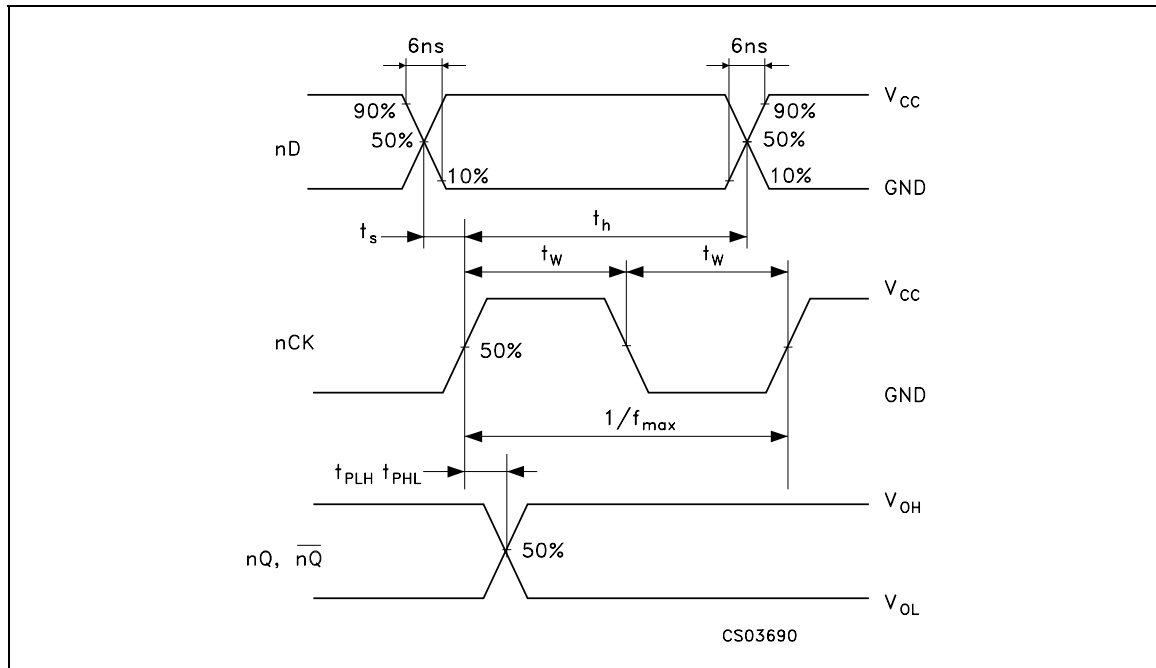 6ns 6ns
90% 90% V_CC
nD 50% 50%
10% 10% GND
t_s t_h
t_W t_W
V_CC
nCK 50%
GND
1/f_max
t_PLH t_PHL
V_OH
nQ, n̅Q̅ 50%
V_OL
CS03690